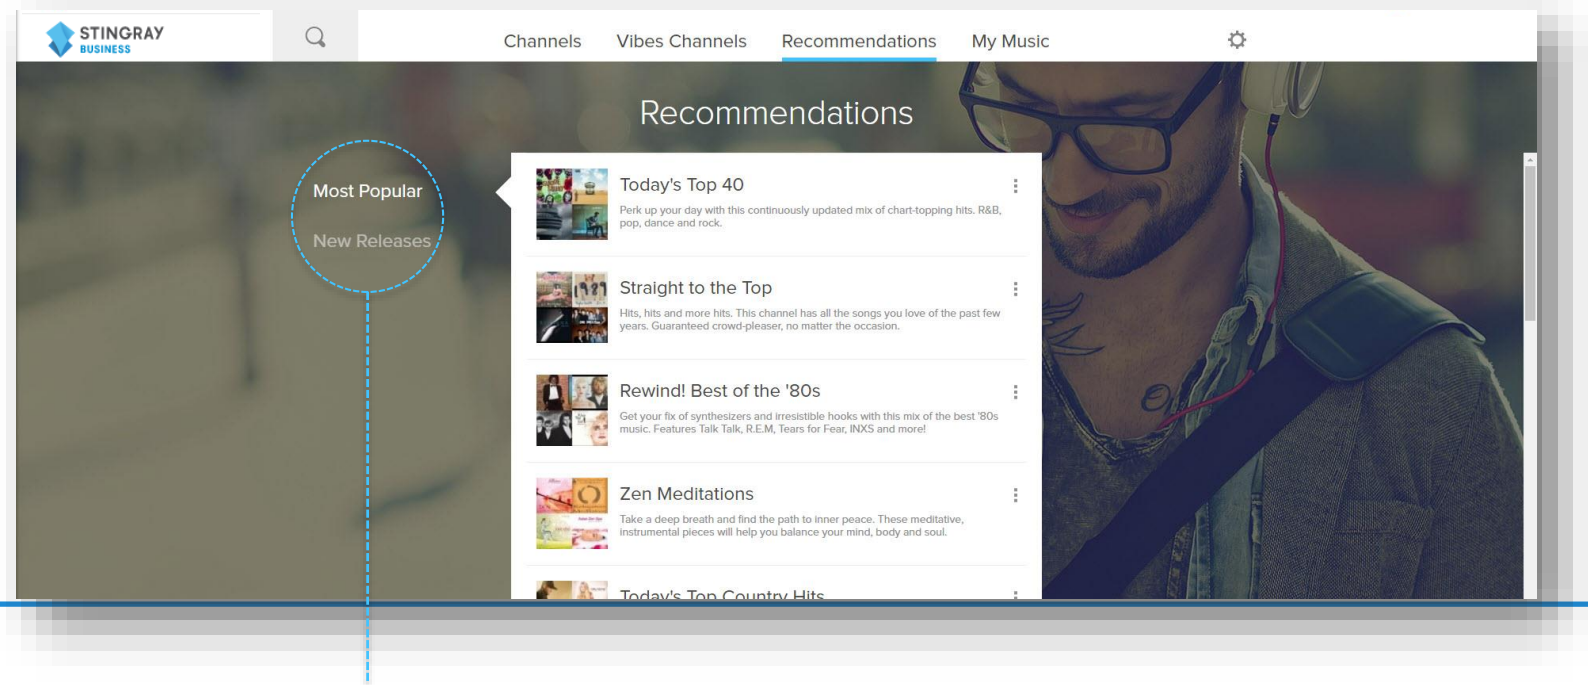 STINGRAY
BUSINESS
Channels Vibes Channels Recommendations My Music
Recommendations
Most Popular
New Releases
Today's Top 40
Perk up your day with this continuously updated mix of chart-topping hits. R&B,
pop, dance and rock.
Straight to the Top
Hits, hits and more hits. This channel has all the songs you love of the past few
years. Guaranteed crowd-pleaser, no matter the occasion.
1989
Rewind! Best of the '80s
Get your fix of synthesizers and irresistible hooks with this mix of the best '80s
music. Features Talk Talk, R.E.M, Tears for Fear, INXS and more!
Zen Meditations
Take a deep breath and find the path to inner peace. These meditative,
instrumental pieces will help you balance your mind, body and soul.
Today's Top Country Hits